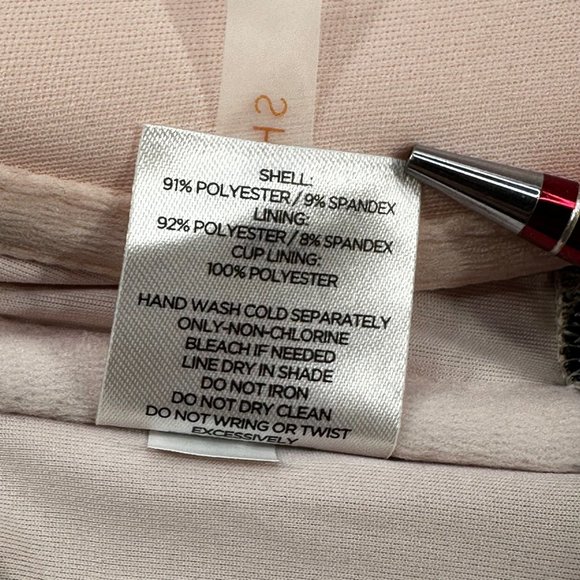 SH
SHELL:
91% POLYESTER / 9% SPANDEX
LINING:
92% POLYESTER / 8% SPANDEX
CUP LINING:
100% POLYESTER
HAND WASH COLD SEPARATELY
ONLY-NON-CHLORINE
BLEACH IF NEEDED
LINE DRY IN SHADE
DO NOT IRON
DO NOT DRY CLEAN
DO NOT WRING OR TWIST
EXCESSIVELY